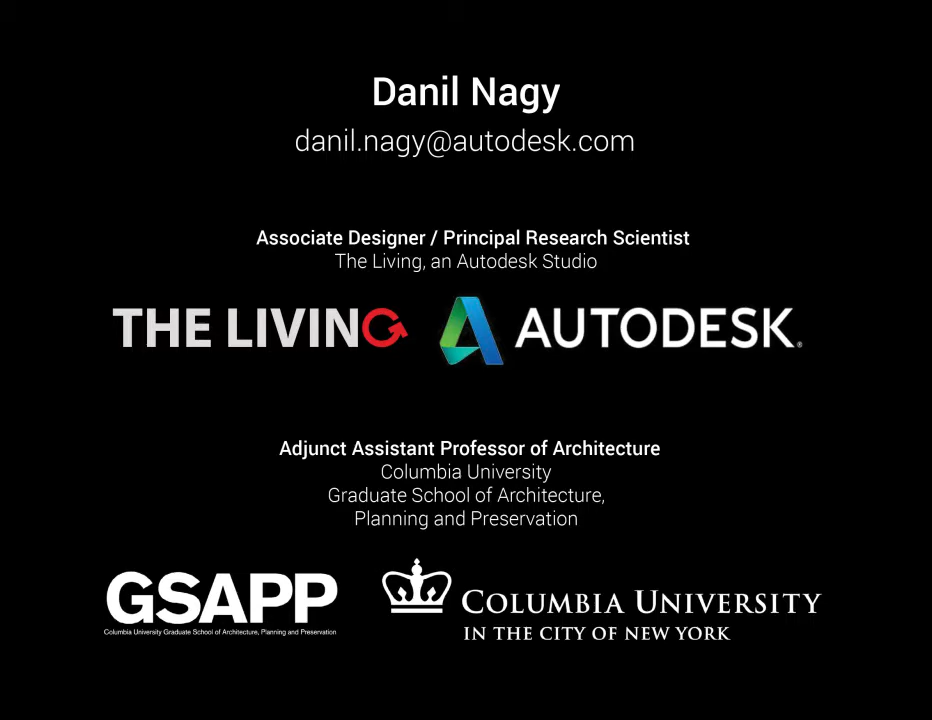 Danil Nagy
danil.nagy@autodesk.com
Associate Designer / Principal Research Scientist
The Living, an Autodesk Studio
THE LIVING
AUTODESK®
Adjunct Assistant Professor of Architecture
Columbia University
Graduate School of Architecture,
Planning and Preservation
GSAPP
Columbia University Graduate School of Architecture, Planning and Preservation
COLUMBIA UNIVERSITY
IN THE CITY OF NEW YORK